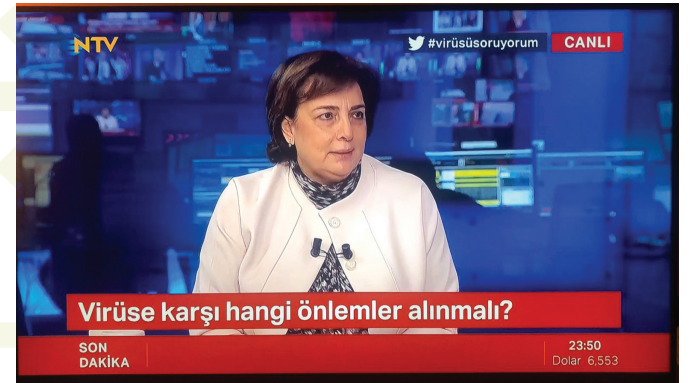 NTV
#virüsüsoruyorum
CANLI
Virüse karşı hangi önlemler alınmalı?
SON
DAKİKA
23:50
Dolar 6,553